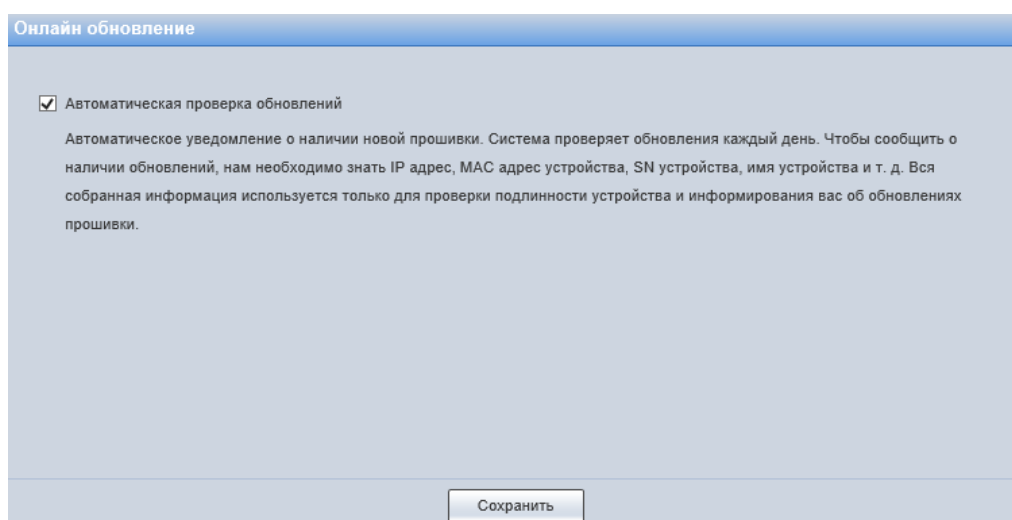 Онлайн обновление
Автоматическая проверка обновлений
Автоматическое уведомление о наличии новой прошивки. Система проверяет обновления каждый день. Чтобы сообщить о
наличии обновлений, нам необходимо знать IP адрес, MAC адрес устройства, SN устройства, имя устройства и т. д. Вся
собранная информация используется только для проверки подлинности устройства и информирования вас об обновлениях
прошивки.
Сохранить